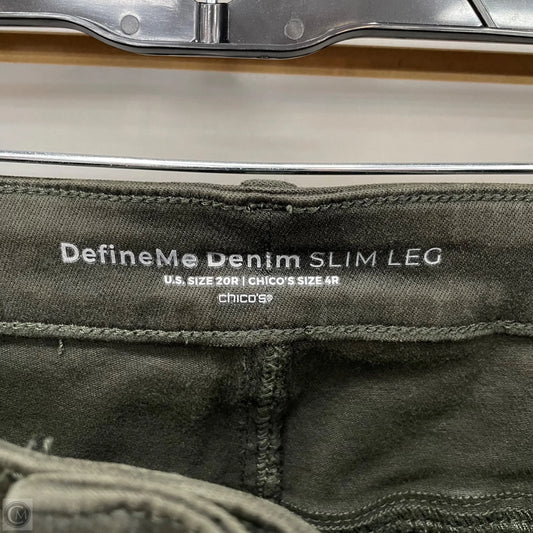 DefineMe Denim SLIM LEG
U.S. SIZE 20R | CHICO'S SIZE 4R
chico's®